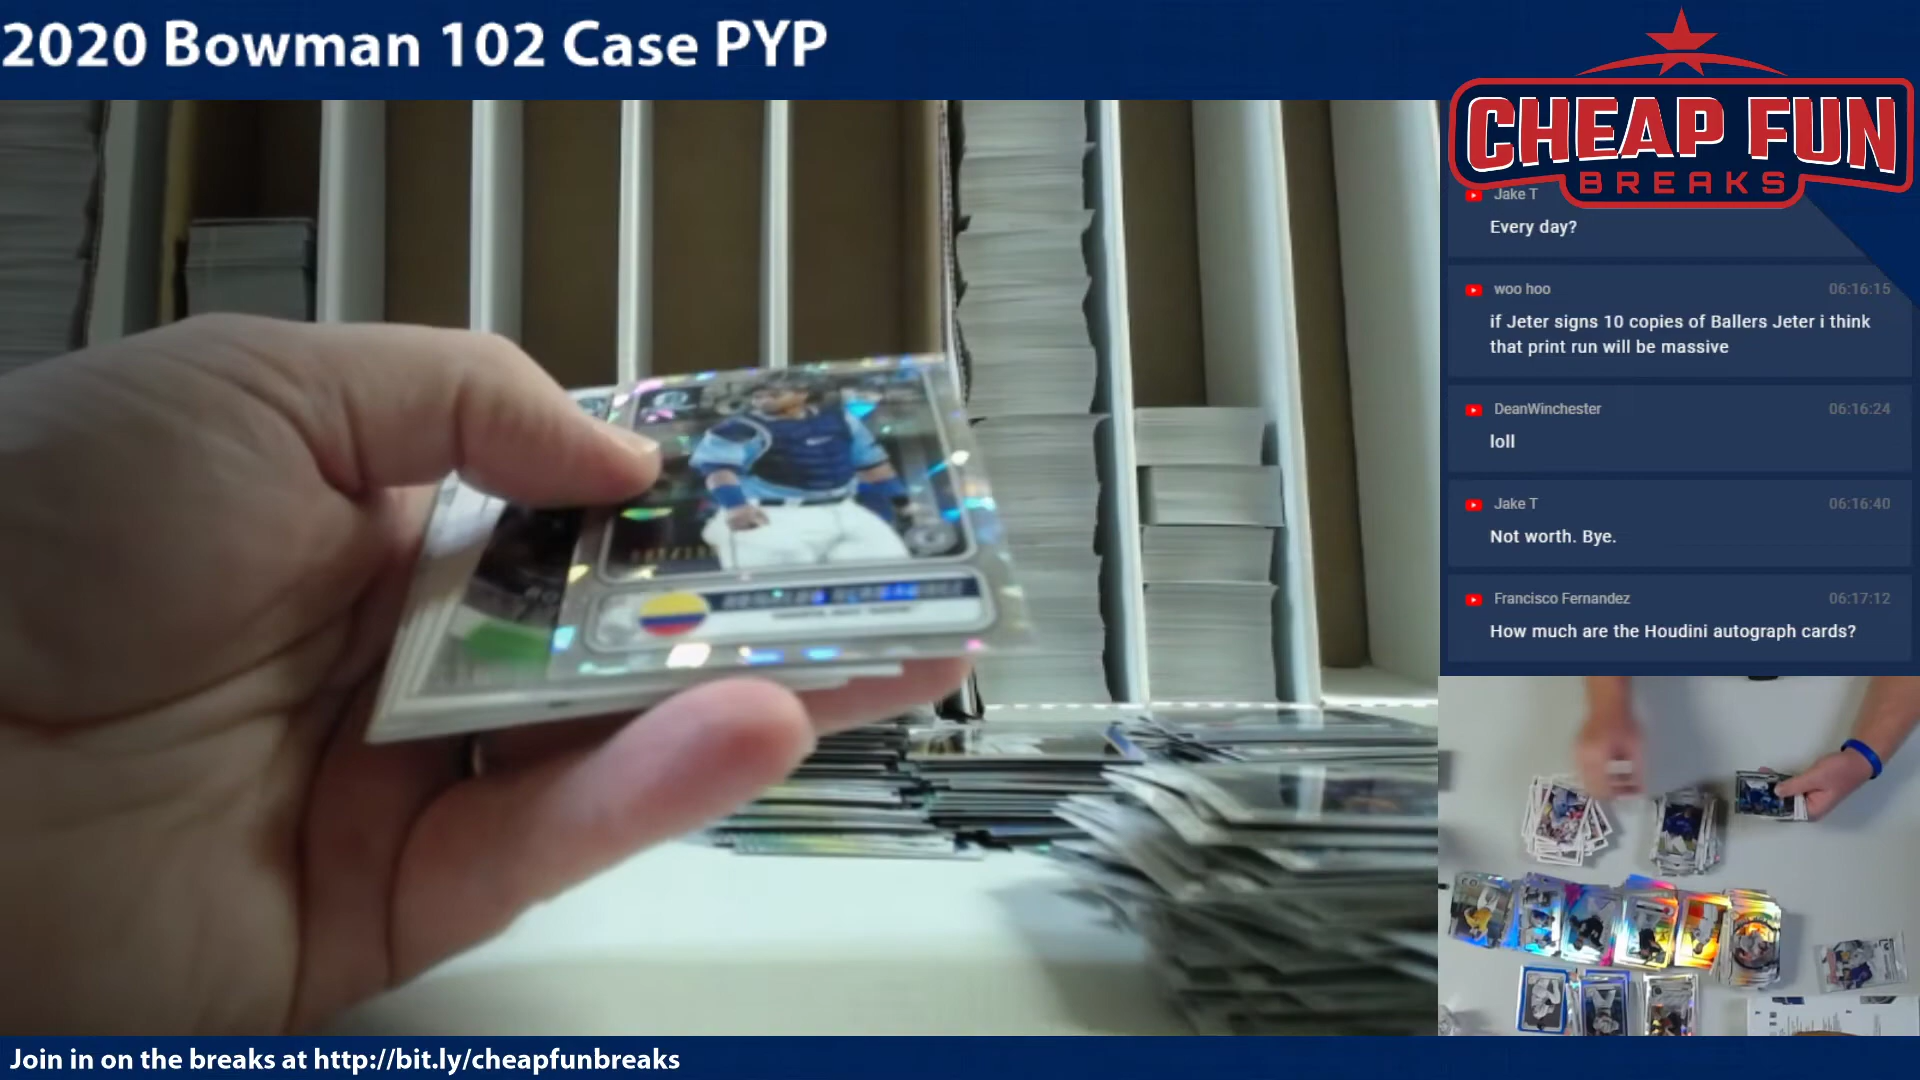 2020 Bowman 102 Case PYP
CHEAP FUN
BREAKS
Jake T
Every day?
woo hoo 06:16:15
if Jeter signs 10 copies of Ballers Jeter i think
that print run will be massive
DeanWinchester 06:16:24
loll
Jake T 06:16:40
Not worth. Bye.
Francisco Fernandez 06:17:12
How much are the Houdini autograph cards?
Join in on the breaks at http://bit.ly/cheapfunbreaks